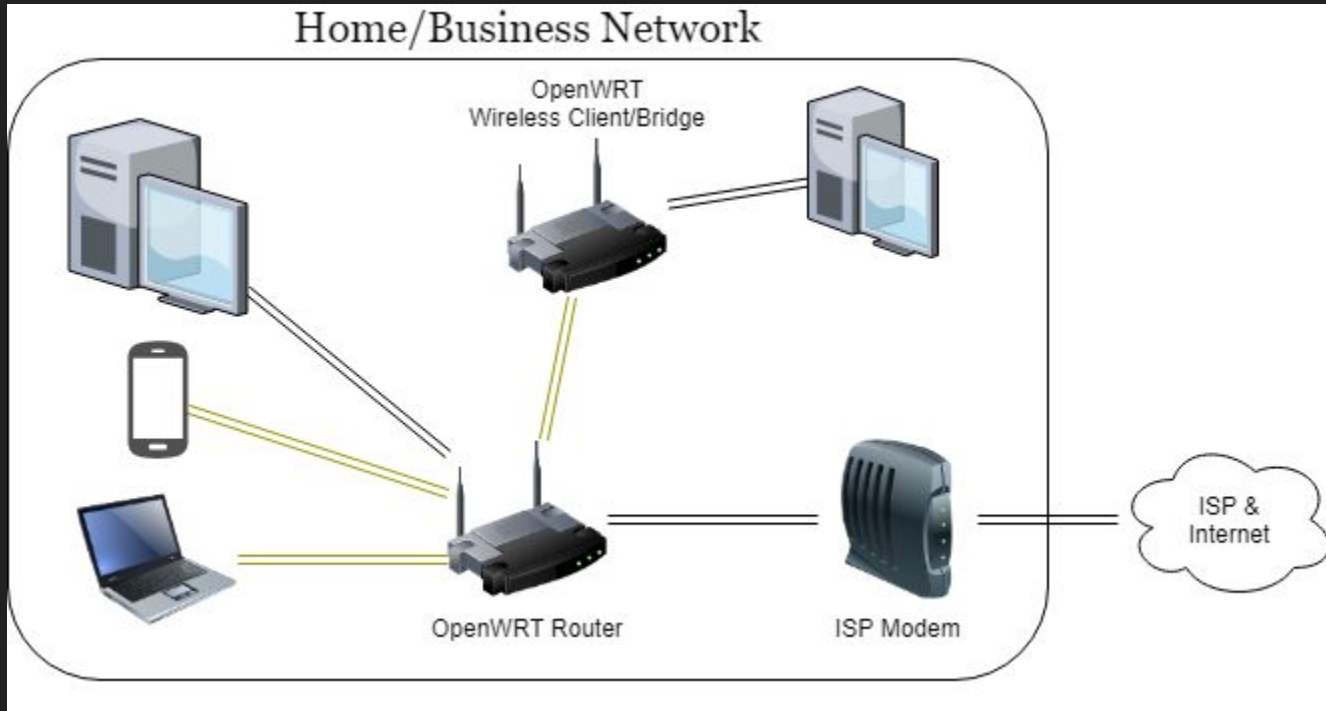 Home/Business Network
OpenWRT
Wireless Client/Bridge
ISP &
Internet
OpenWRT Router
ISP Modem